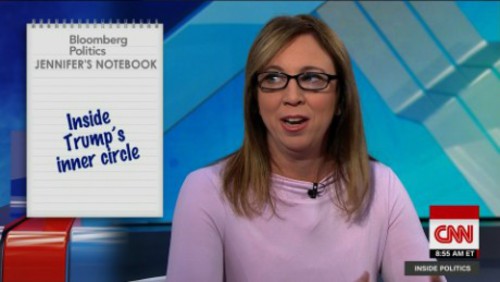 Bloomberg
Politics
JENNIFER'S NOTEBOOK
Inside
Trump's
inner circle
CNN
8:55 AM ET
INSIDE POLITICS